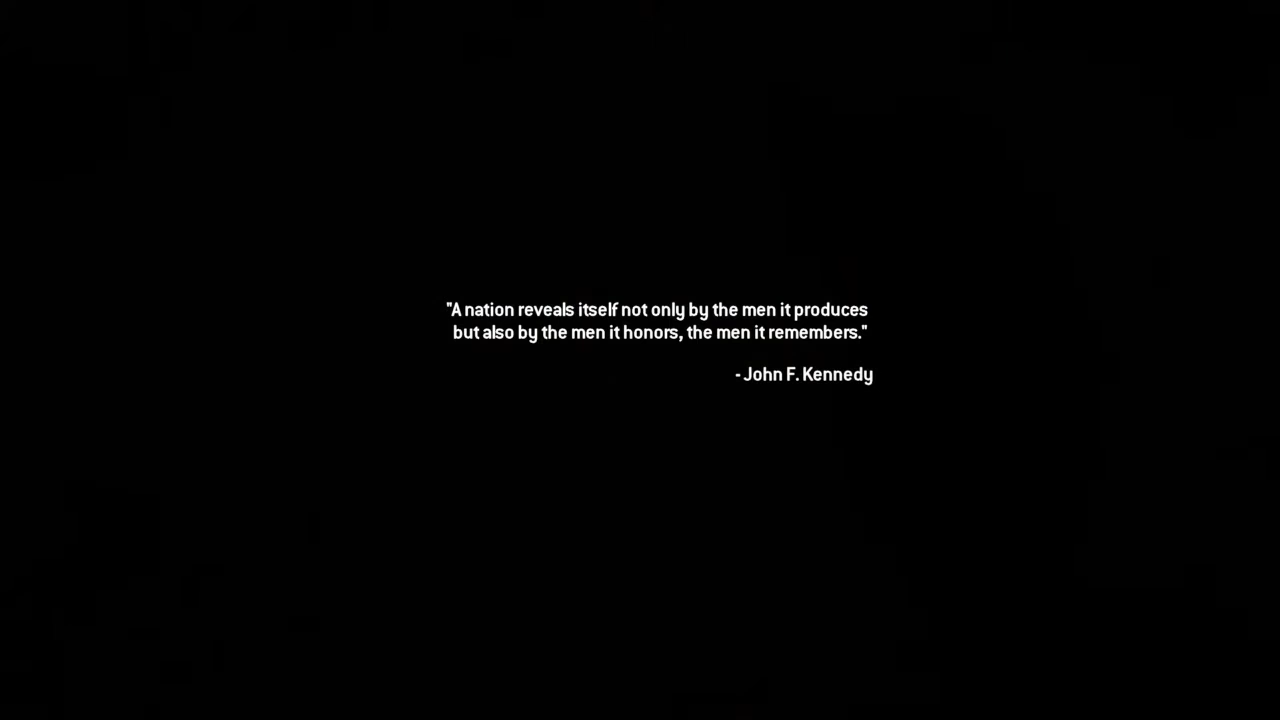 "A nation reveals itself not only by the men it produces
but also by the men it honors, the men it remembers."
- John F. Kennedy